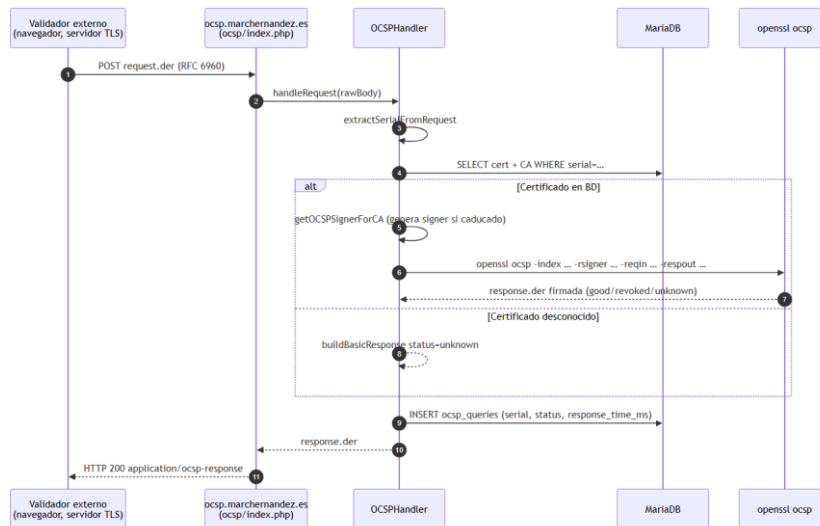 Validador externo
(navegador, servidor TLS)
ocsp.marchernandez.es
(ocsp/index.php)
OCSPHandler
MariaDB
openssl ocsp
1
POST request.der (RFC 6960)
2
handleRequest(rawBody)
extractSerialFromRequest
3
4
SELECT cert + CA WHERE serial=…
alt
[Certificado en BD]
getOCSPSignerForCA (genera signer si caducado)
5
6
openssl ocsp -index … -rsigner … -reqin … -respout …
response.der firmada (good/revoked/unknown)
7
[Certificado desconocido]
buildBasicResponse status=unknown
8
9
INSERT ocsp_queries (serial, status, response_time_ms)
response.der
10
HTTP 200 application/ocsp-response
11
Validador externo
(navegador, servidor TLS)
ocsp.marchernandez.es
(ocsp/index.php)
OCSPHandler
MariaDB
openssl ocsp